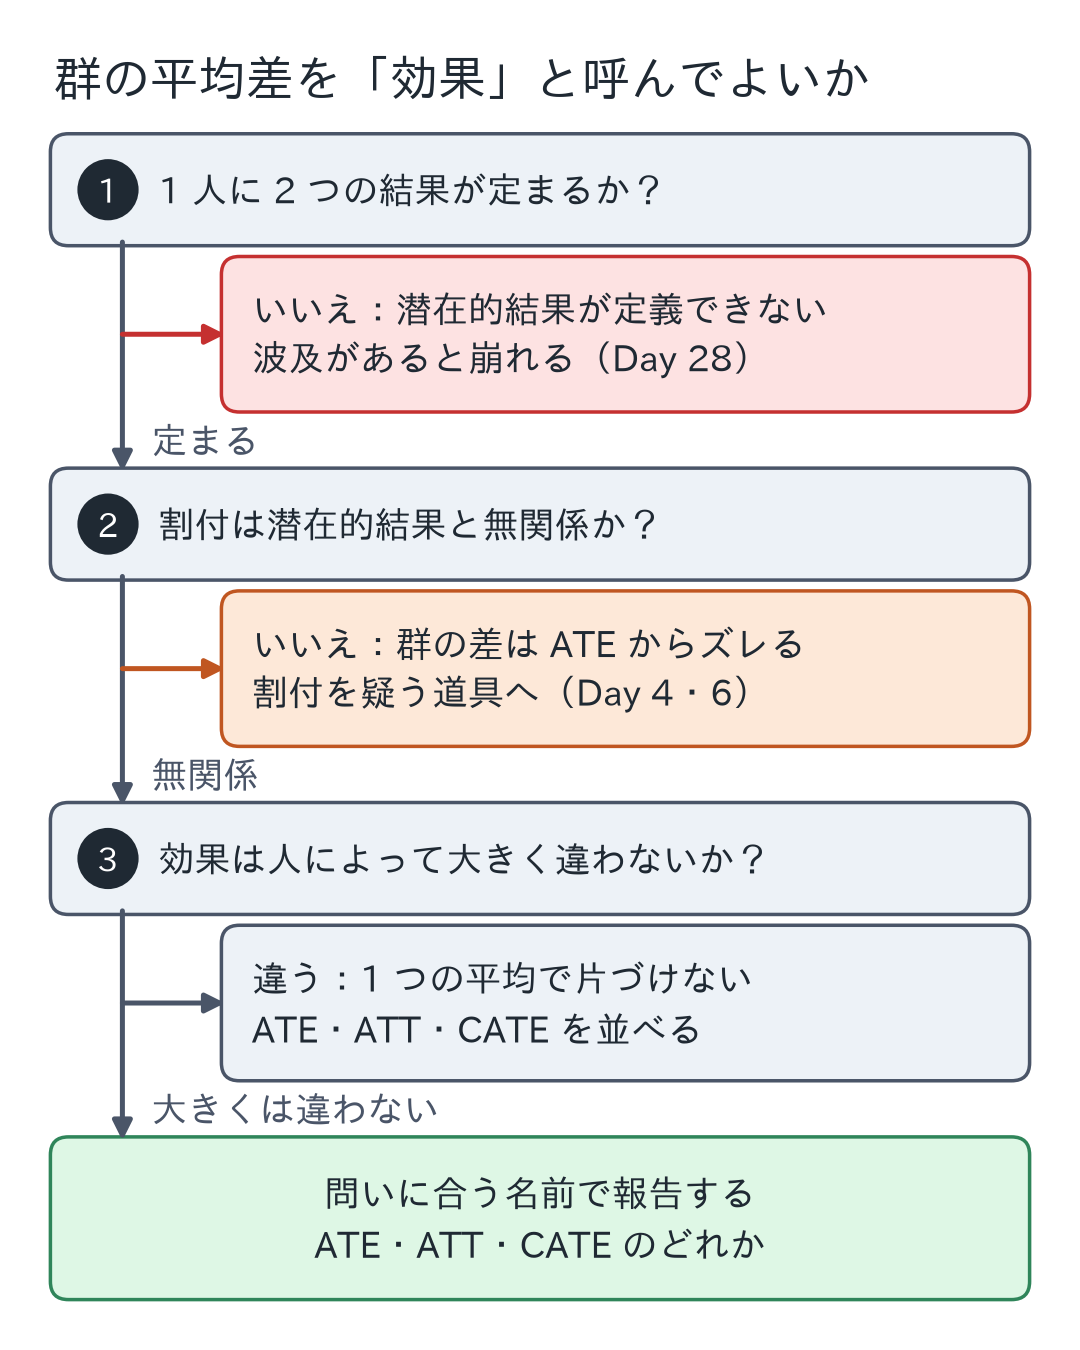 群の平均差を「効果」と呼んでよいか
1 1 人に 2 つの結果が定まるか？
いいえ：潜在的結果が定義できない
波及があると崩れる（Day 28）
定まる
2 割付は潜在的結果と無関係か？
いいえ：群の差は ATE からズレる
割付を疑う道具へ（Day 4・6）
無関係
3 効果は人によって大きく違わないか？
違う：1 つの平均で片づけない
ATE・ATT・CATE を並べる
大きくは違わない
問いに合う名前で報告する
ATE・ATT・CATE のどれか